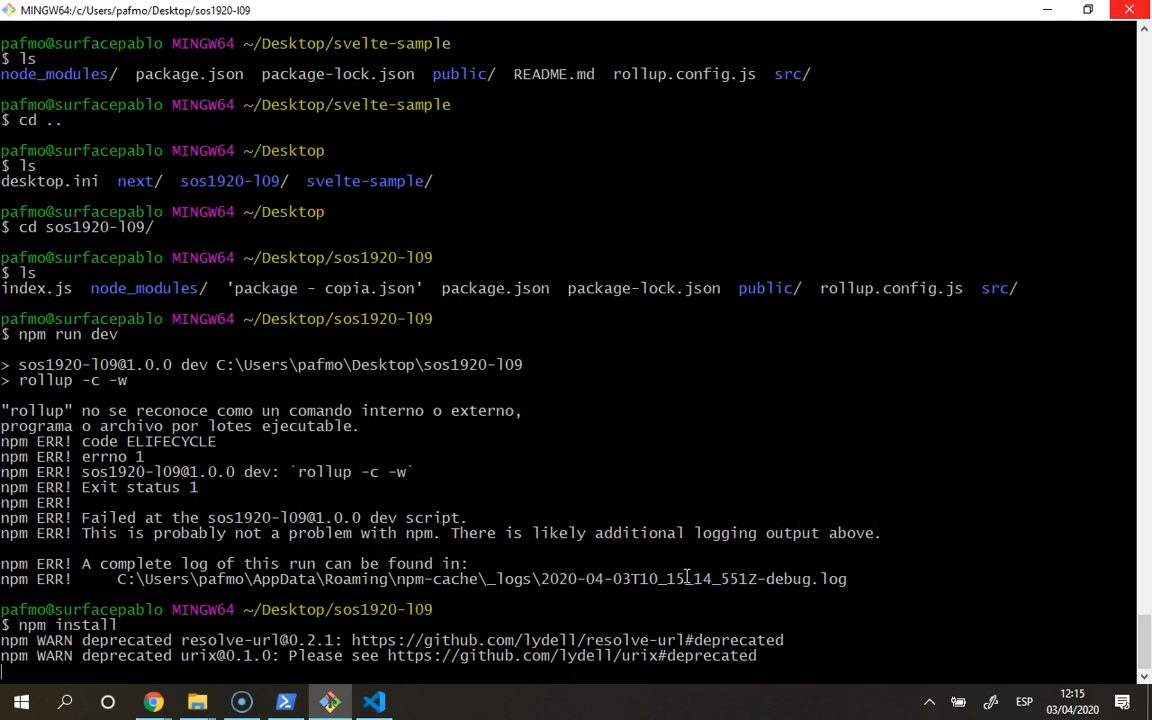 MINGW64:/c/Users/pafmo/Desktop/sos1920-l09
pafmo@surfacepablo MINGW64 ~/Desktop/svelte-sample
$ ls
node_modules/ package.json package-lock.json public/ README.md rollup.config.js src/
pafmo@surfacepablo MINGW64 ~/Desktop/svelte-sample
$ cd ..
pafmo@surfacepablo MINGW64 ~/Desktop
$ ls
desktop.ini next/ sos1920-l09/ svelte-sample/
pafmo@surfacepablo MINGW64 ~/Desktop
$ cd sos1920-l09/
pafmo@surfacepablo MINGW64 ~/Desktop/sos1920-l09
$ ls
index.js node_modules/ 'package - copia.json' package.json package-lock.json public/ rollup.config.js src/
pafmo@surfacepablo MINGW64 ~/Desktop/sos1920-l09
$ npm run dev
> sos1920-l09@1.0.0 dev C:\Users\pafmo\Desktop\sos1920-l09
> rollup -c -w
"rollup" no se reconoce como un comando interno o externo,
programa o archivo por lotes ejecutable.
npm ERR! code ELIFECYCLE
npm ERR! errno 1
npm ERR! sos1920-l09@1.0.0 dev: `rollup -c -w`
npm ERR! Exit status 1
npm ERR!
npm ERR! Failed at the sos1920-l09@1.0.0 dev script.
npm ERR! This is probably not a problem with npm. There is likely additional logging output above.
npm ERR! A complete log of this run can be found in:
npm ERR!     C:\Users\pafmo\AppData\Roaming\npm-cache\_logs\2020-04-03T10_15_14_551Z-debug.log
pafmo@surfacepablo MINGW64 ~/Desktop/sos1920-l09
$ npm install
npm WARN deprecated resolve-url@0.2.1: https://github.com/lydell/resolve-url#deprecated
npm WARN deprecated urix@0.1.0: Please see https://github.com/lydell/urix#deprecated
ESP
12:15
03/04/2020